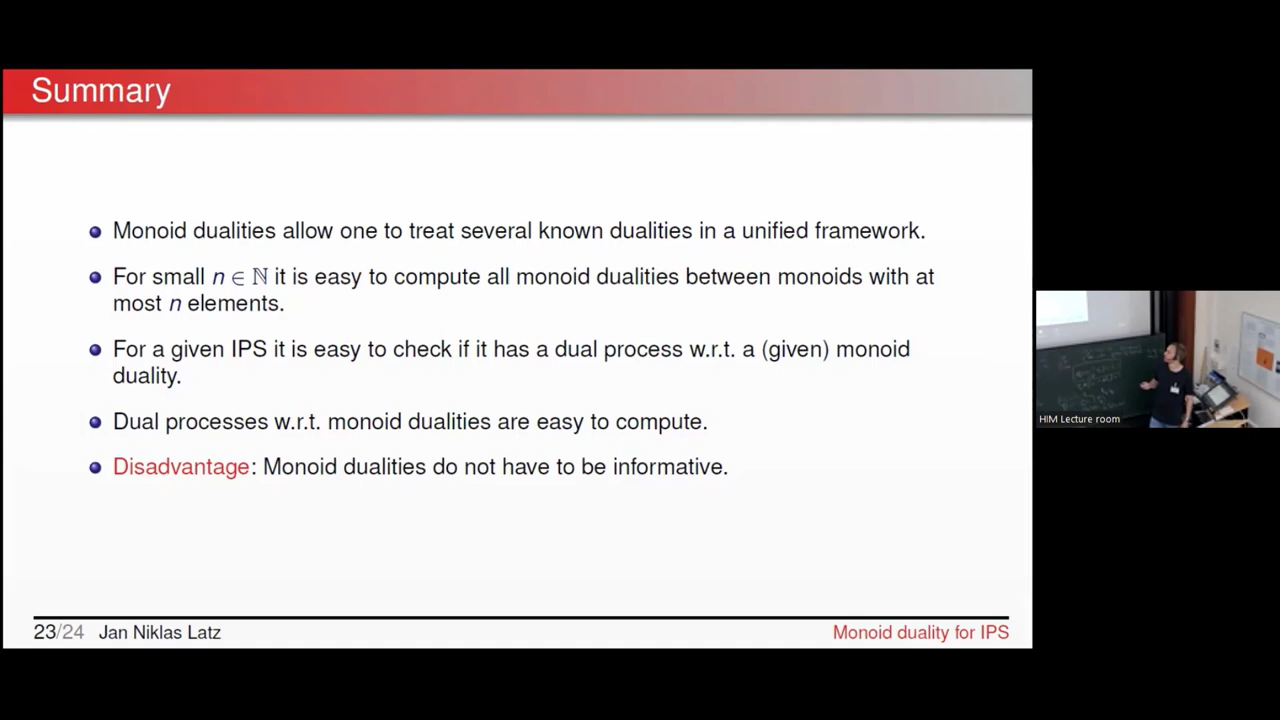 Summary
Monoid dualities allow one to treat several known dualities in a unified framework.
For small n ∈ ℕ it is easy to compute all monoid dualities between monoids with at
most n elements.
For a given IPS it is easy to check if it has a dual process w.r.t. a (given) monoid
duality.
Dual processes w.r.t. monoid dualities are easy to compute.
Disadvantage: Monoid dualities do not have to be informative.
23/24 Jan Niklas Latz
Monoid duality for IPS
HIM Lecture room